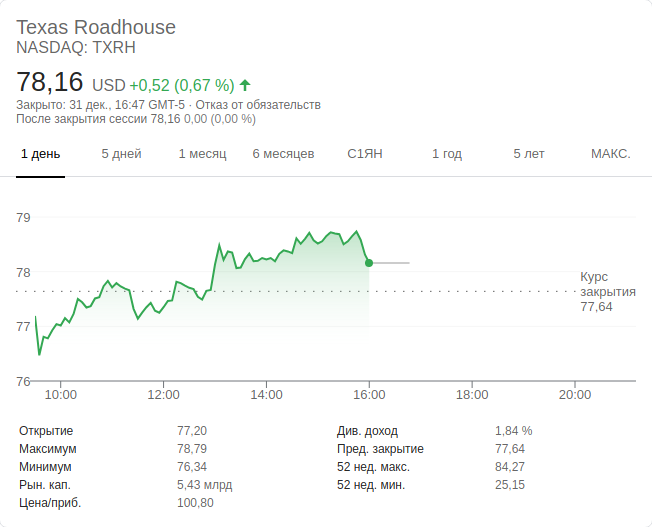 Texas Roadhouse
NASDAQ: TXRH
78,16 USD +0,52 (0,67 %)
Закрыто: 31 дек., 16:47 GMT-5 · Отказ от обязательств
После закрытия сессии 78,16 0,00 (0,00 %)
1 день 5 дней 1 месяц 6 месяцев С1ЯН 1 год 5 лет МАКС.
79
78
77
76
Курс
закрытия
77,64
10:00 12:00 14:00 16:00 18:00 20:00
Открытие 77,20 Див. доход 1,84 %
Максимум 78,79 Пред. закрытие 77,64
Минимум 76,34 52 нед. макс. 84,27
Рын. кап. 5,43 млрд 52 нед. мин. 25,15
Цена/приб. 100,80